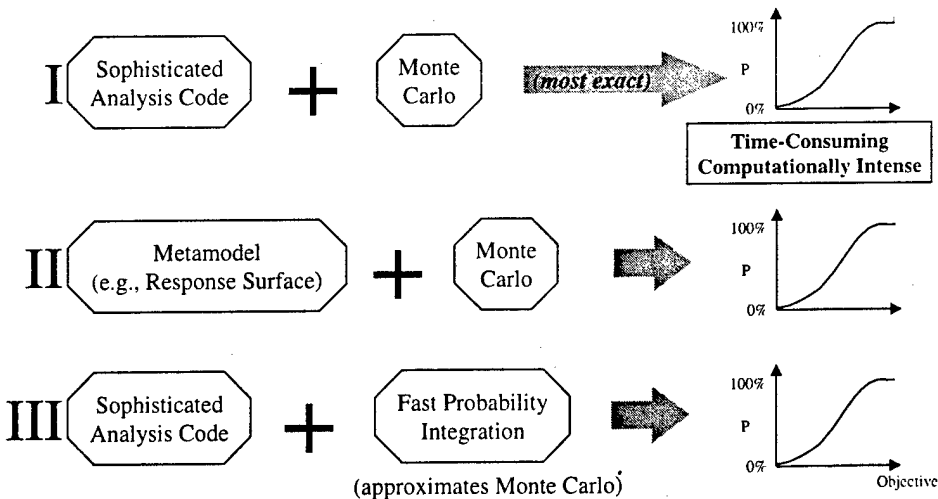 I
Sophisticated
Analysis Code
+
Monte
Carlo
(most exact)
100%
P
0%
Time-Consuming
Computationally Intense
II
Metamodel
(e.g., Response Surface)
+
Monte
Carlo
100%
P
0%
III
Sophisticated
Analysis Code
+
Fast Probability
Integration
(approximates Monte Carlo)
100%
P
0%
Objective